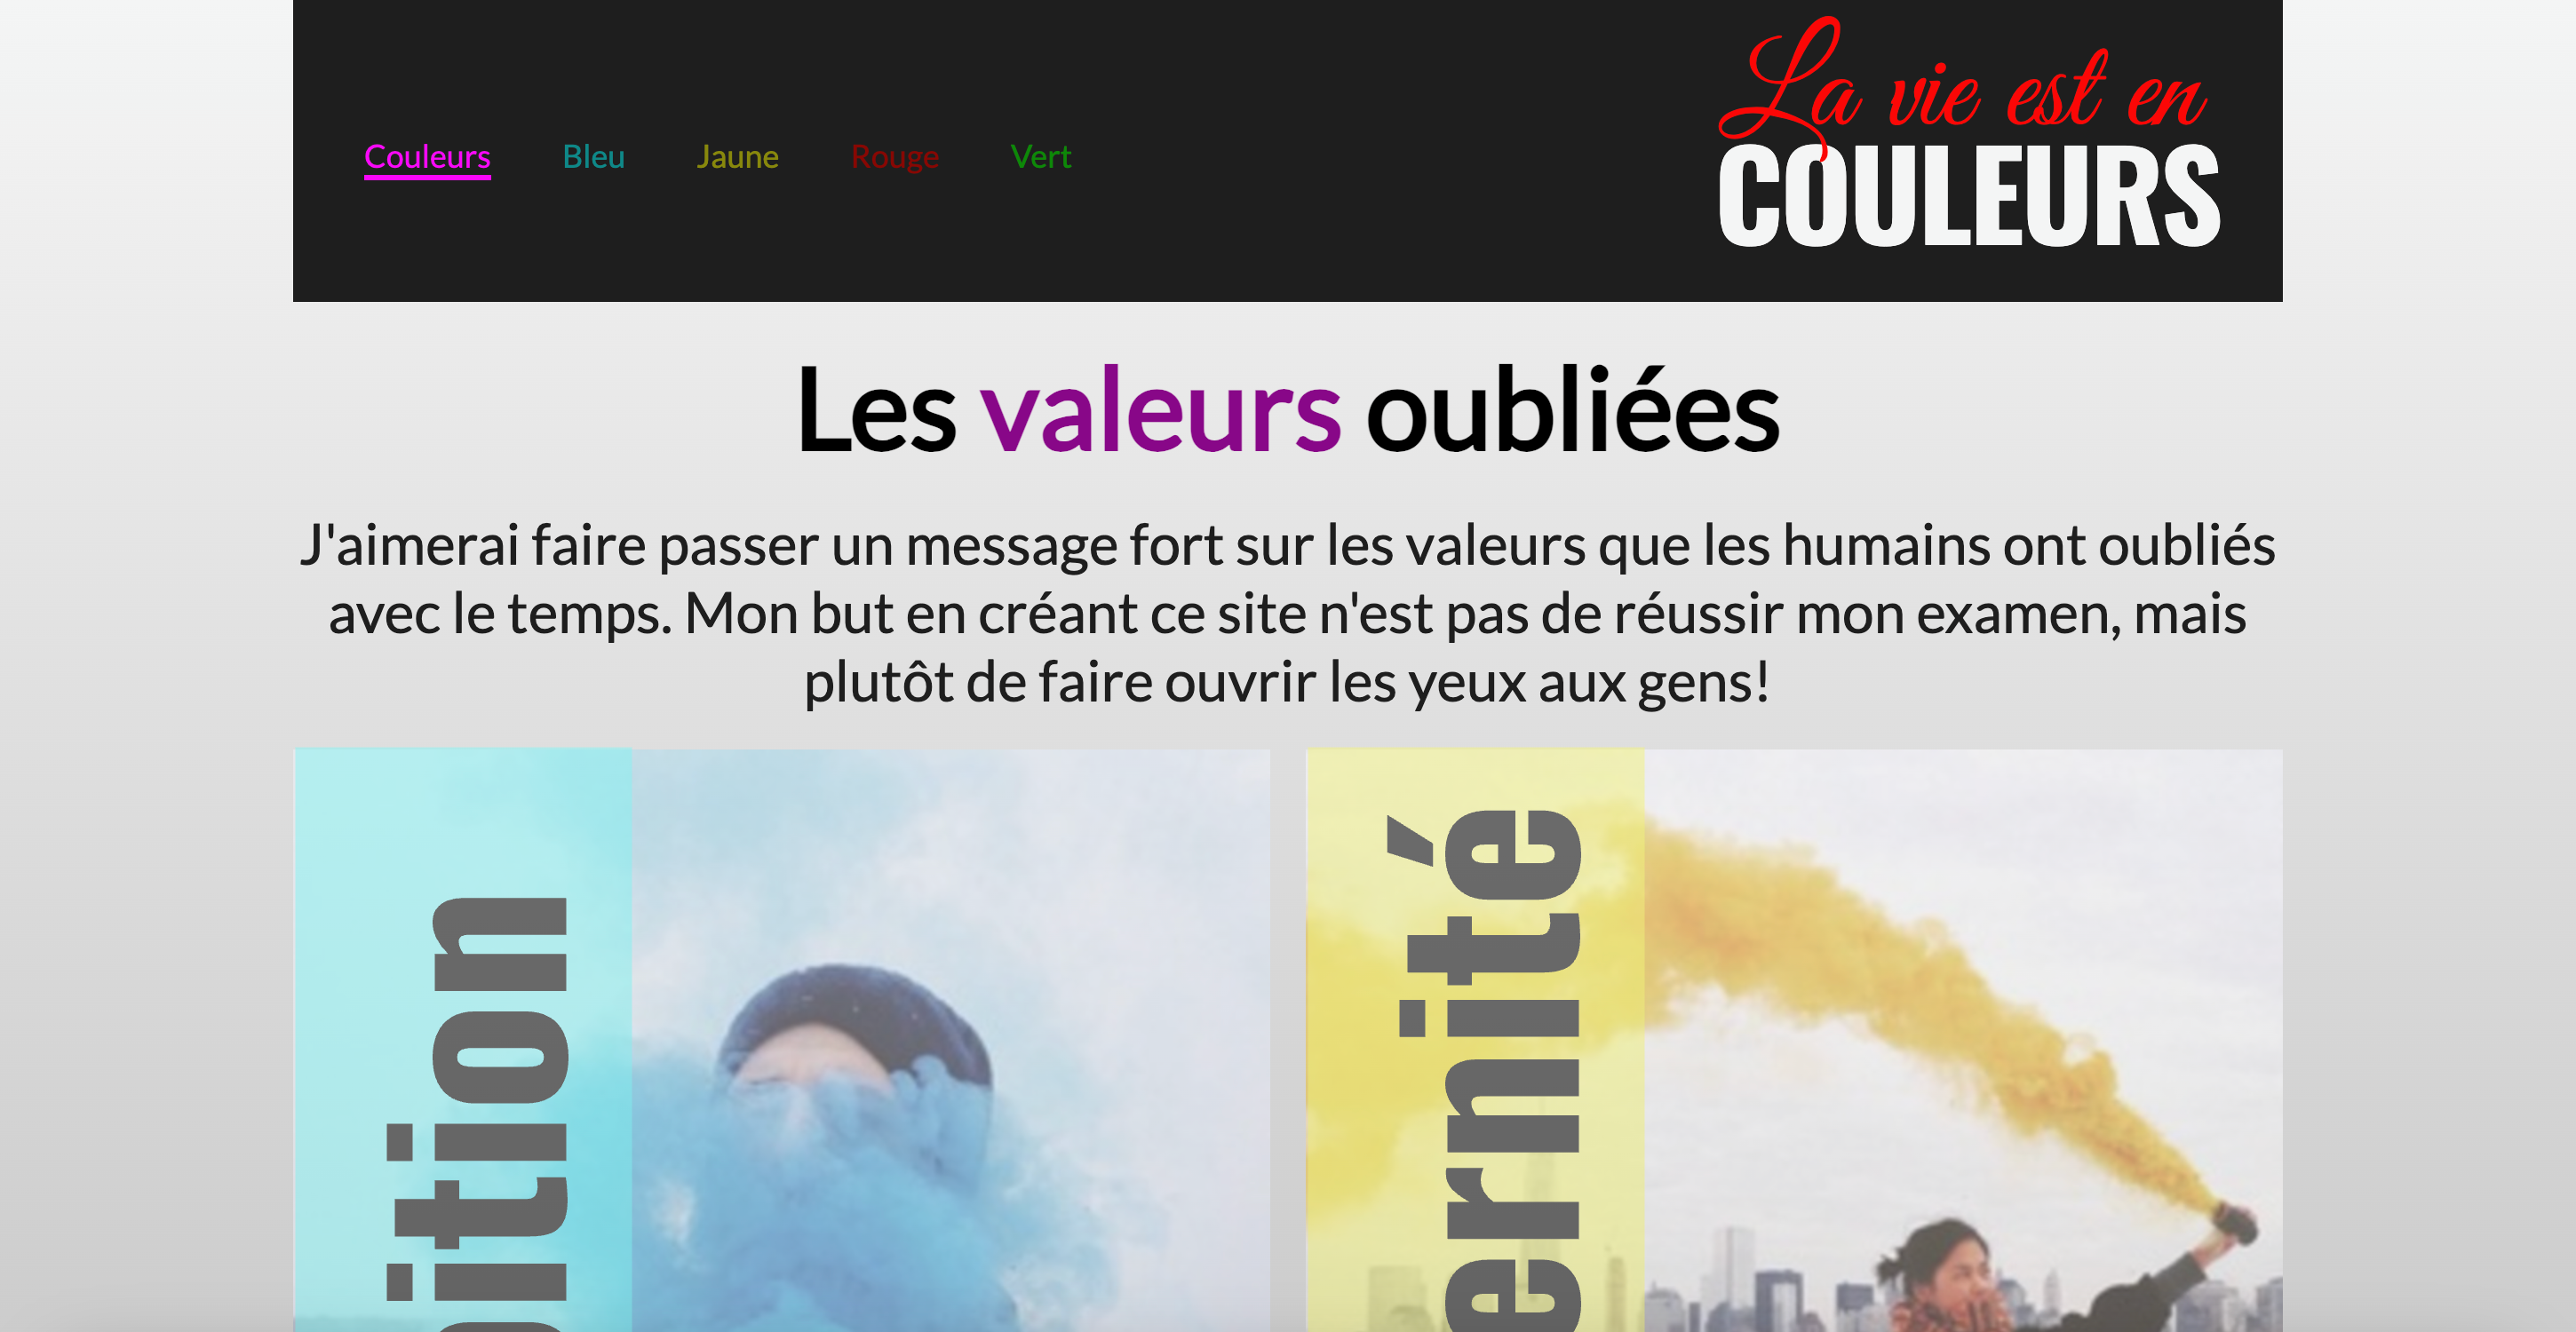 Couleurs Bleu Jaune Rouge Vert
La vie est en
COULEURS
Les valeurs oubliées
J'aimerai faire passer un message fort sur les valeurs que les humains ont oubliés
avec le temps. Mon but en créant ce site n'est pas de réussir mon examen, mais
plutôt de faire ouvrir les yeux aux gens!
ition
ernité